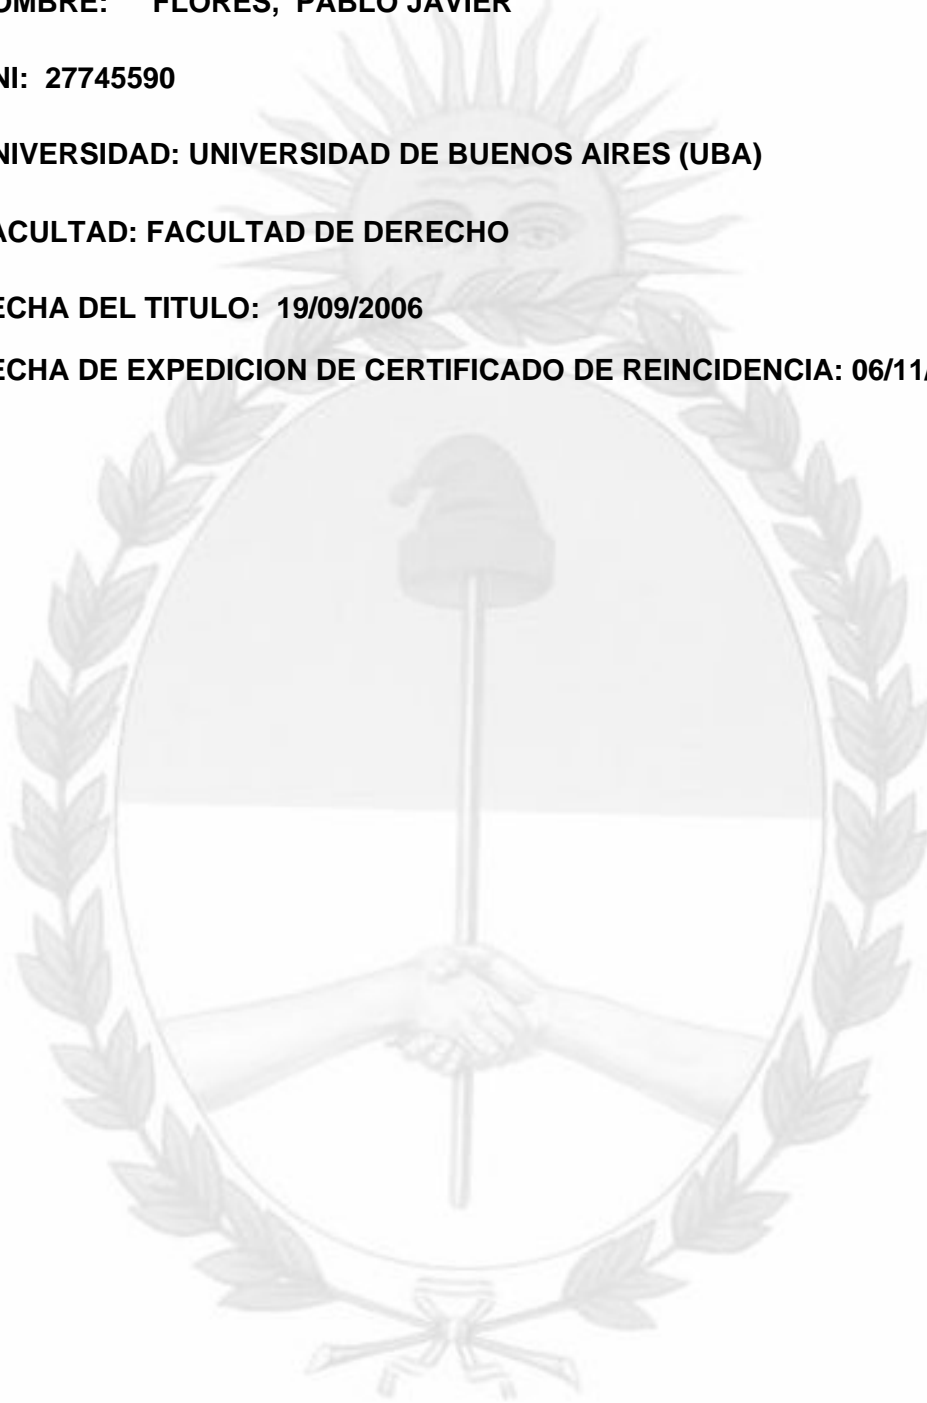 OMBRE: FLORES, PABLO JAVIER
NI: 27745590
NIVERSIDAD: UNIVERSIDAD DE BUENOS AIRES (UBA)
ACULTAD: FACULTAD DE DERECHO
ECHA DEL TITULO: 19/09/2006
ECHA DE EXPEDICION DE CERTIFICADO DE REINCIDENCIA: 06/11/